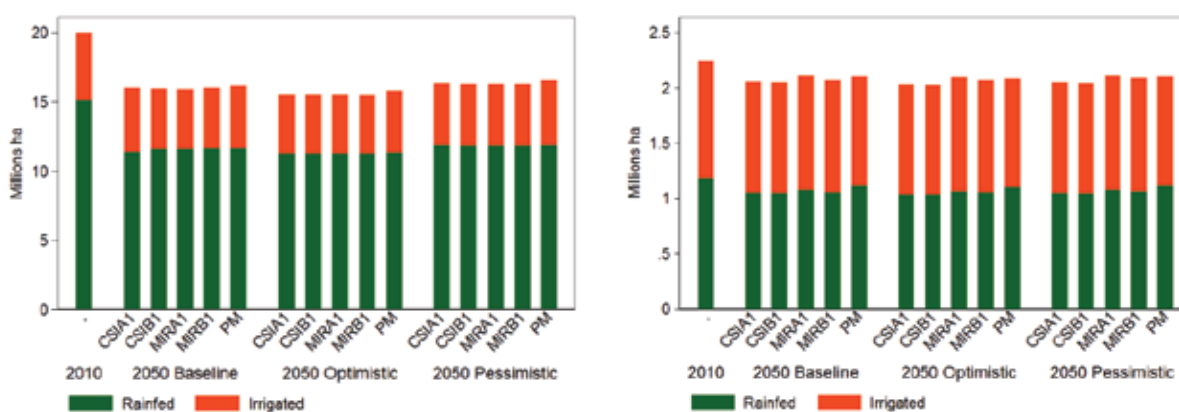 20
15
10
5
0
Millions ha
-
CSIA1
CSIB1
MIRA1
MIRB1
PM
CSIA1
CSIB1
MIRA1
MIRB1
PM
CSIA1
CSIB1
MIRA1
MIRB1
PM
2010 2050 Baseline 2050 Optimistic 2050 Pessimistic
Rainfed Irrigated
2.5
2
1.5
1
.5
0
Millions ha
-
CSIA1
CSIB1
MIRA1
MIRB1
PM
CSIA1
CSIB1
MIRA1
MIRB1
PM
CSIA1
CSIB1
MIRA1
MIRB1
PM
2010 2050 Baseline 2050 Optimistic 2050 Pessimistic
Rainfed Irrigated